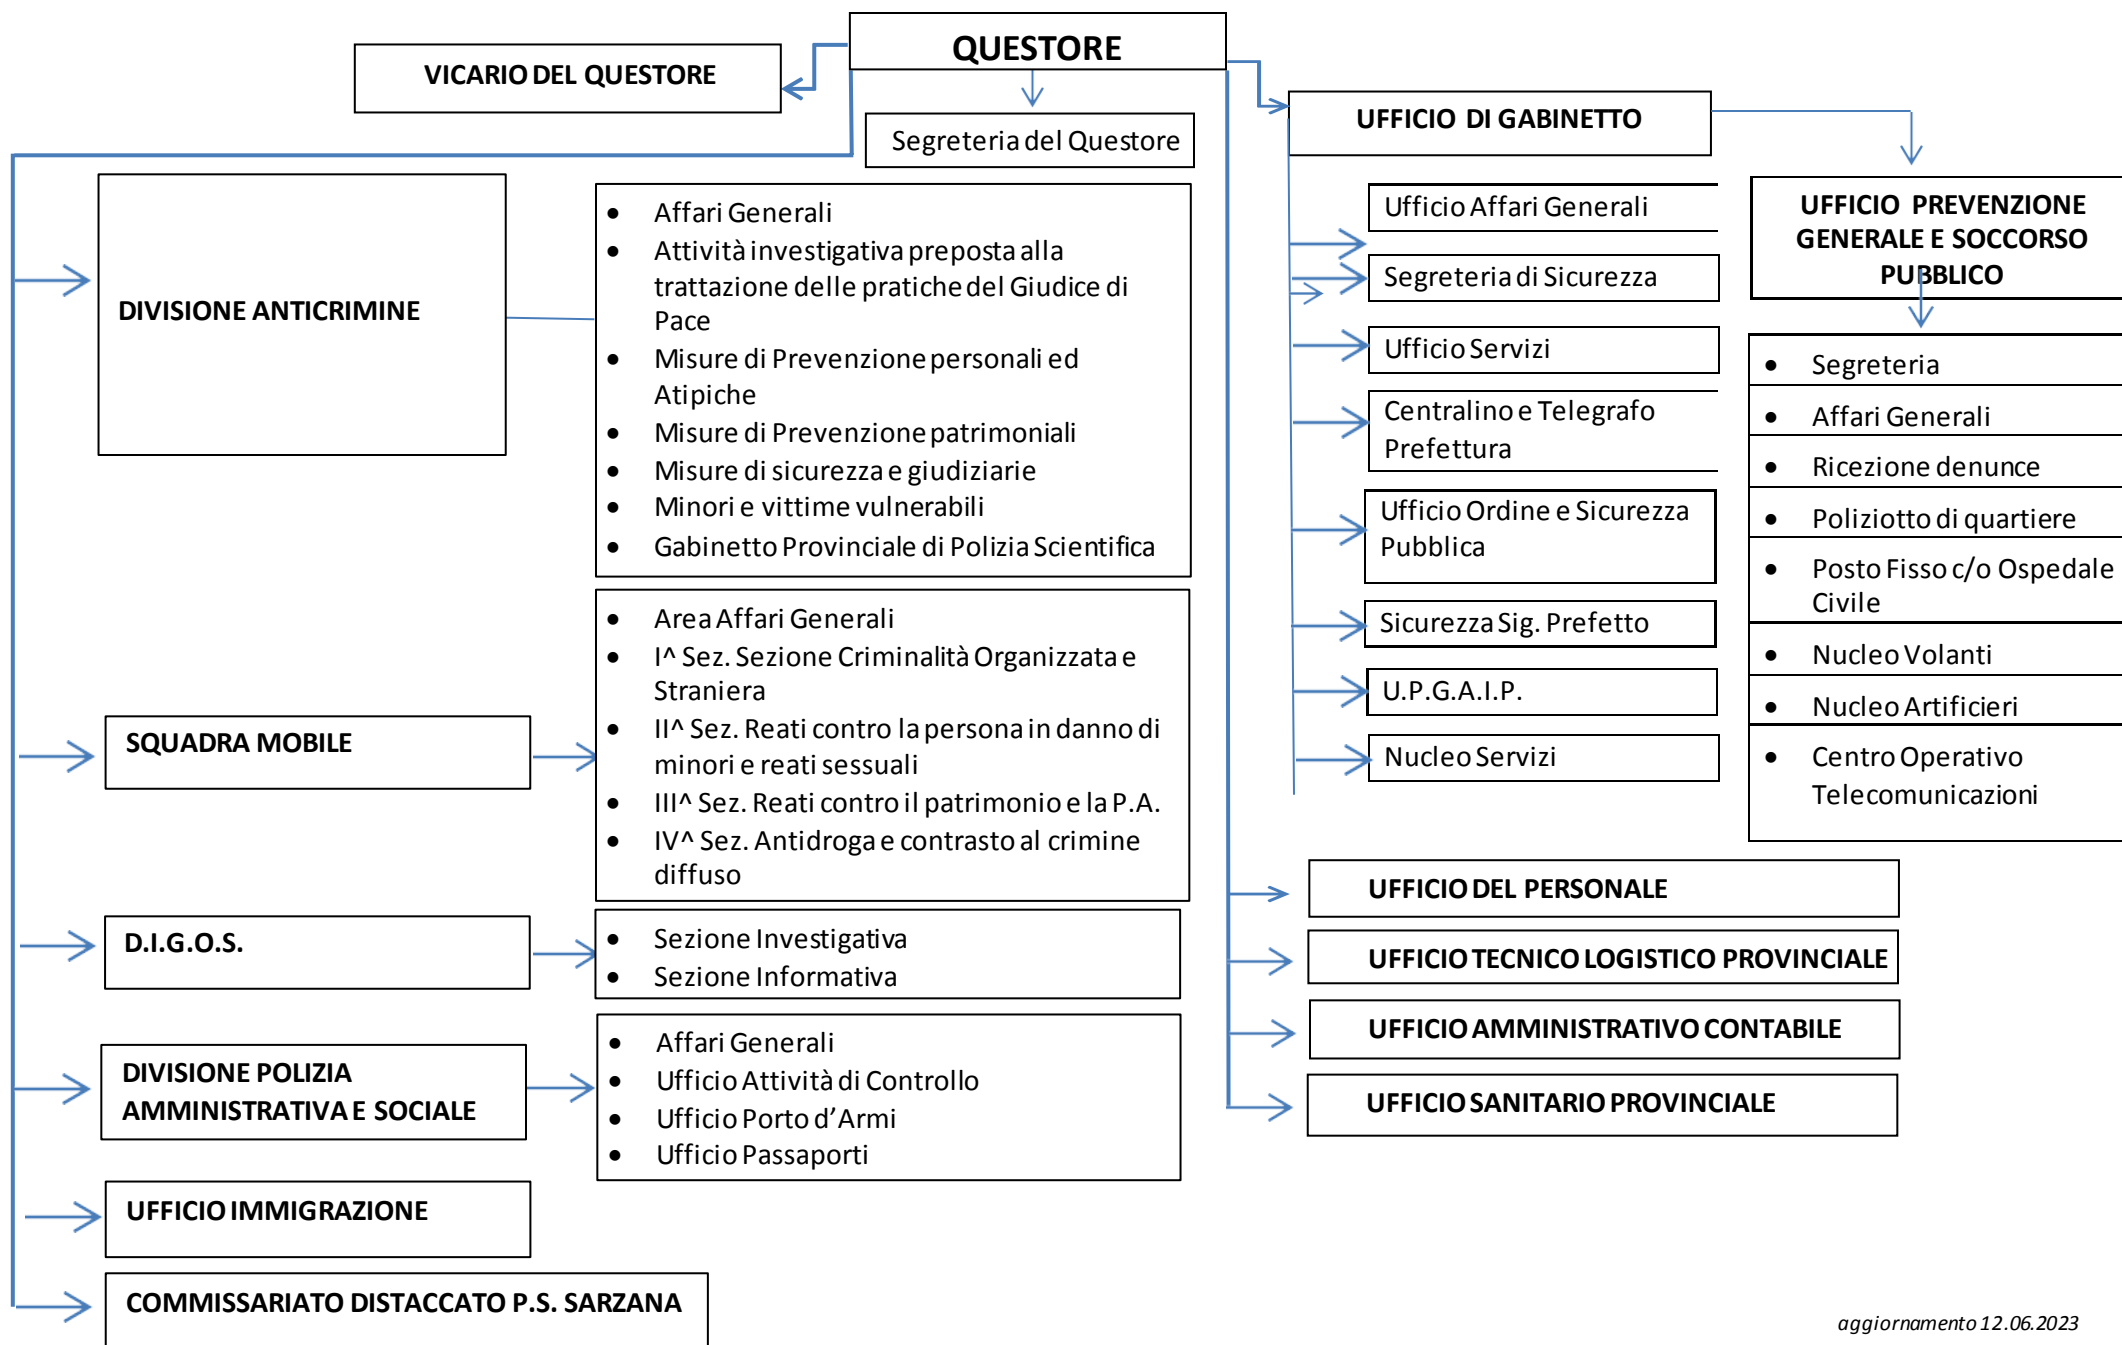 QUESTORE
VICARIO DEL QUESTORE
Segreteria del Questore
DIVISIONE ANTICRIMINE
• Affari Generali
• Attività investigativa preposta alla
trattazione delle pratiche del Giudice di
Pace
• Misure di Prevenzione personali ed
Atipiche
• Misure di Prevenzione patrimoniali
• Misure di sicurezza e giudiziarie
• Minori e vittime vulnerabili
• Gabinetto Provinciale di Polizia Scientifica
SQUADRA MOBILE
• Area Affari Generali
• I^ Sez. Sezione Criminalità Organizzata e
Straniera
• II^ Sez. Reati contro la persona in danno di
minori e reati sessuali
• III^ Sez. Reati contro il patrimonio e la P.A.
• IV^ Sez. Antidroga e contrasto al crimine
diffuso
D.I.G.O.S.
• Sezione Investigativa
• Sezione Informativa
DIVISIONE POLIZIA
AMMINISTRATIVA E SOCIALE
• Affari Generali
• Ufficio Attività di Controllo
• Ufficio Porto d’Armi
• Ufficio Passaporti
UFFICIO IMMIGRAZIONE
COMMISSARIATO DISTACCATO P.S. SARZANA
UFFICIO DI GABINETTO
Ufficio Affari Generali
Segreteria di Sicurezza
Ufficio Servizi
Centralino e Telegrafo
Prefettura
Ufficio Ordine e Sicurezza
Pubblica
Sicurezza Sig. Prefetto
U.P.G.A.I.P.
Nucleo Servizi
UFFICIO PREVENZIONE
GENERALE E SOCCORSO
PUBBLICO
• Segreteria
• Affari Generali
• Ricezione denunce
• Poliziotto di quartiere
• Posto Fisso c/o Ospedale
Civile
• Nucleo Volanti
• Nucleo Artificieri
• Centro Operativo
Telecomunicazioni
UFFICIO DEL PERSONALE
UFFICIO TECNICO LOGISTICO PROVINCIALE
UFFICIO AMMINISTRATIVO CONTABILE
UFFICIO SANITARIO PROVINCIALE
aggiornamento 12.06.2023